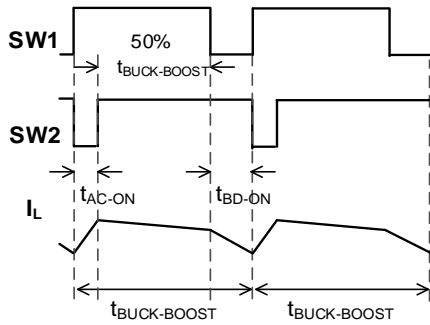 SW1
50%
tBUCK-BOOST
SW2
tAC-ON
tBD-ON
IL
tBUCK-BOOST
tBUCK-BOOST